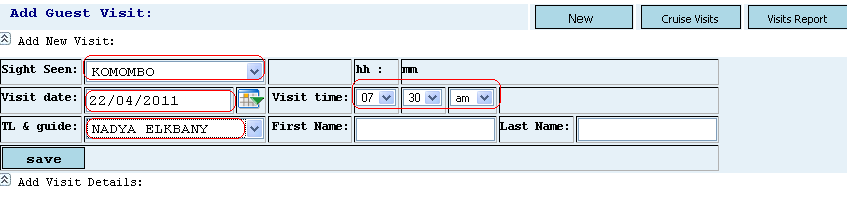 Add Guest Visit: New Cruise Visits Visits Report
Add New Visit:
Sight Seen: KOMOMBO hh : mm
Visit date: 22/04/2011 Visit time: 07 30 am
TL & guide: NADYA ELKBANY First Name: Last Name:
save
Add Visit Details: